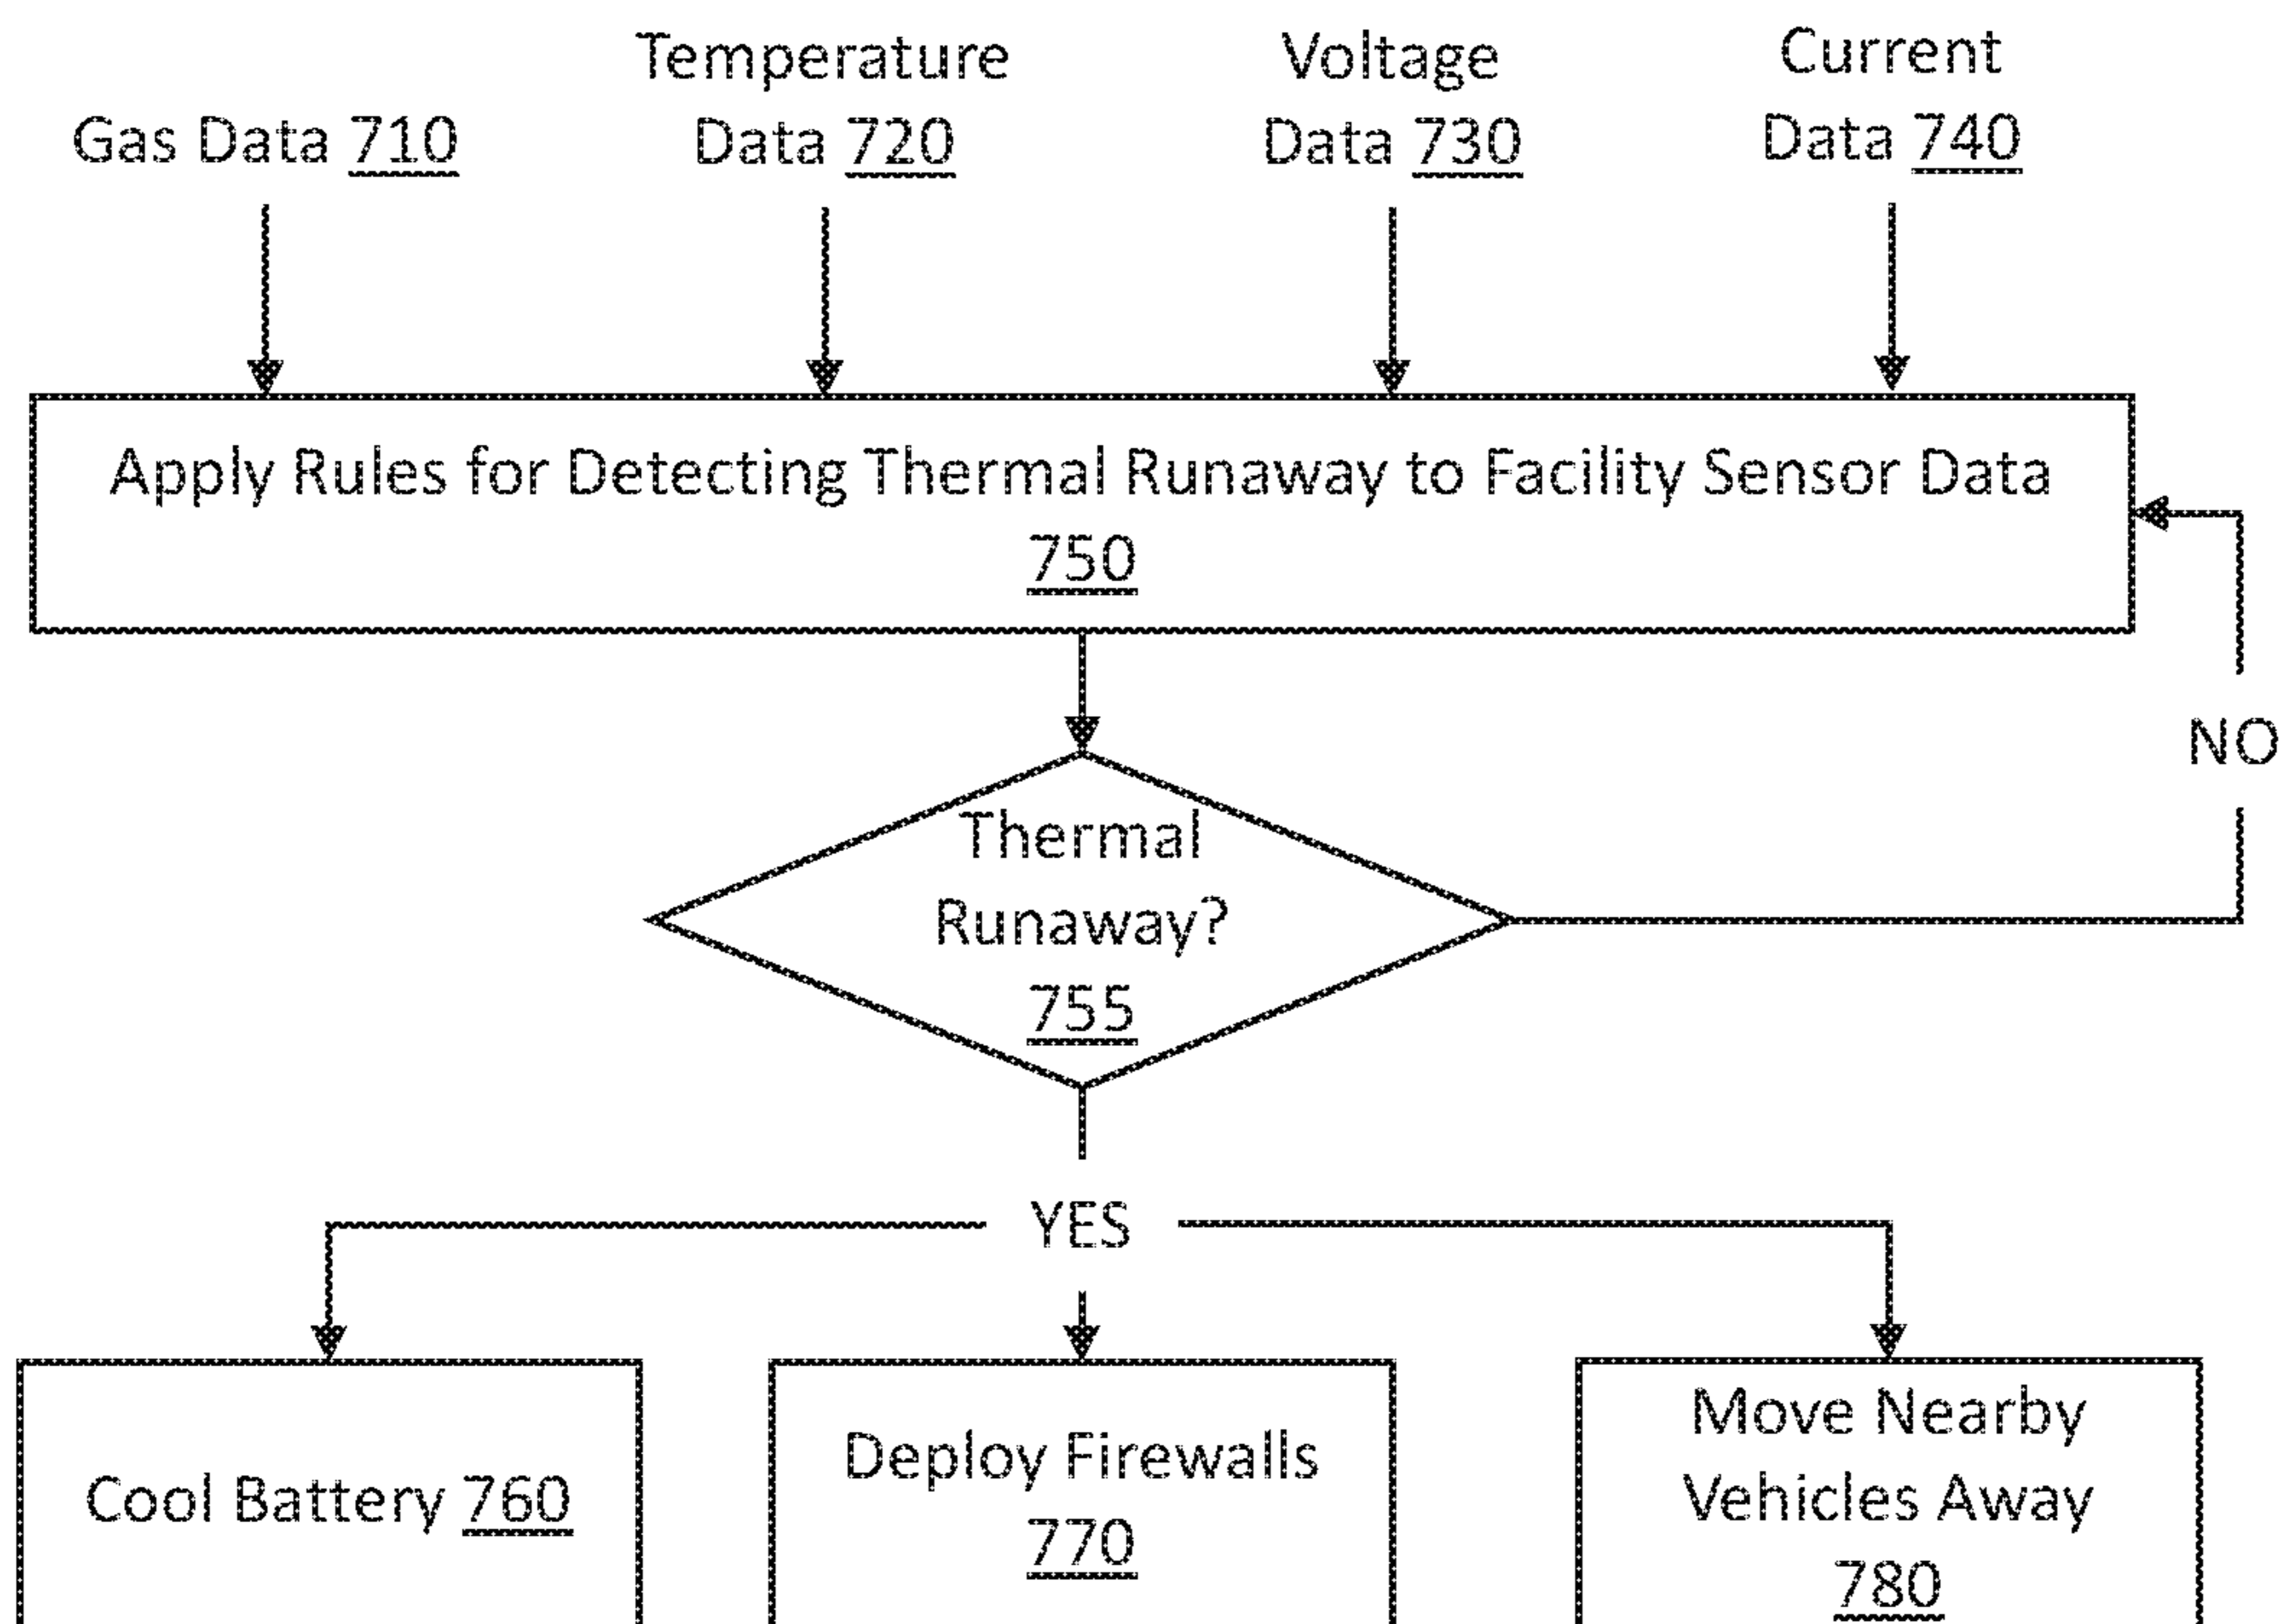 Gas Data 710
Temperature
Data 720
Voltage
Data 730
Current
Data 740
Apply Rules for Detecting Thermal Runaway to Facility Sensor Data
750
NO
Thermal
Runaway?
755
YES
Cool Battery 760
Deploy Firewalls
770
Move Nearby
Vehicles Away
780